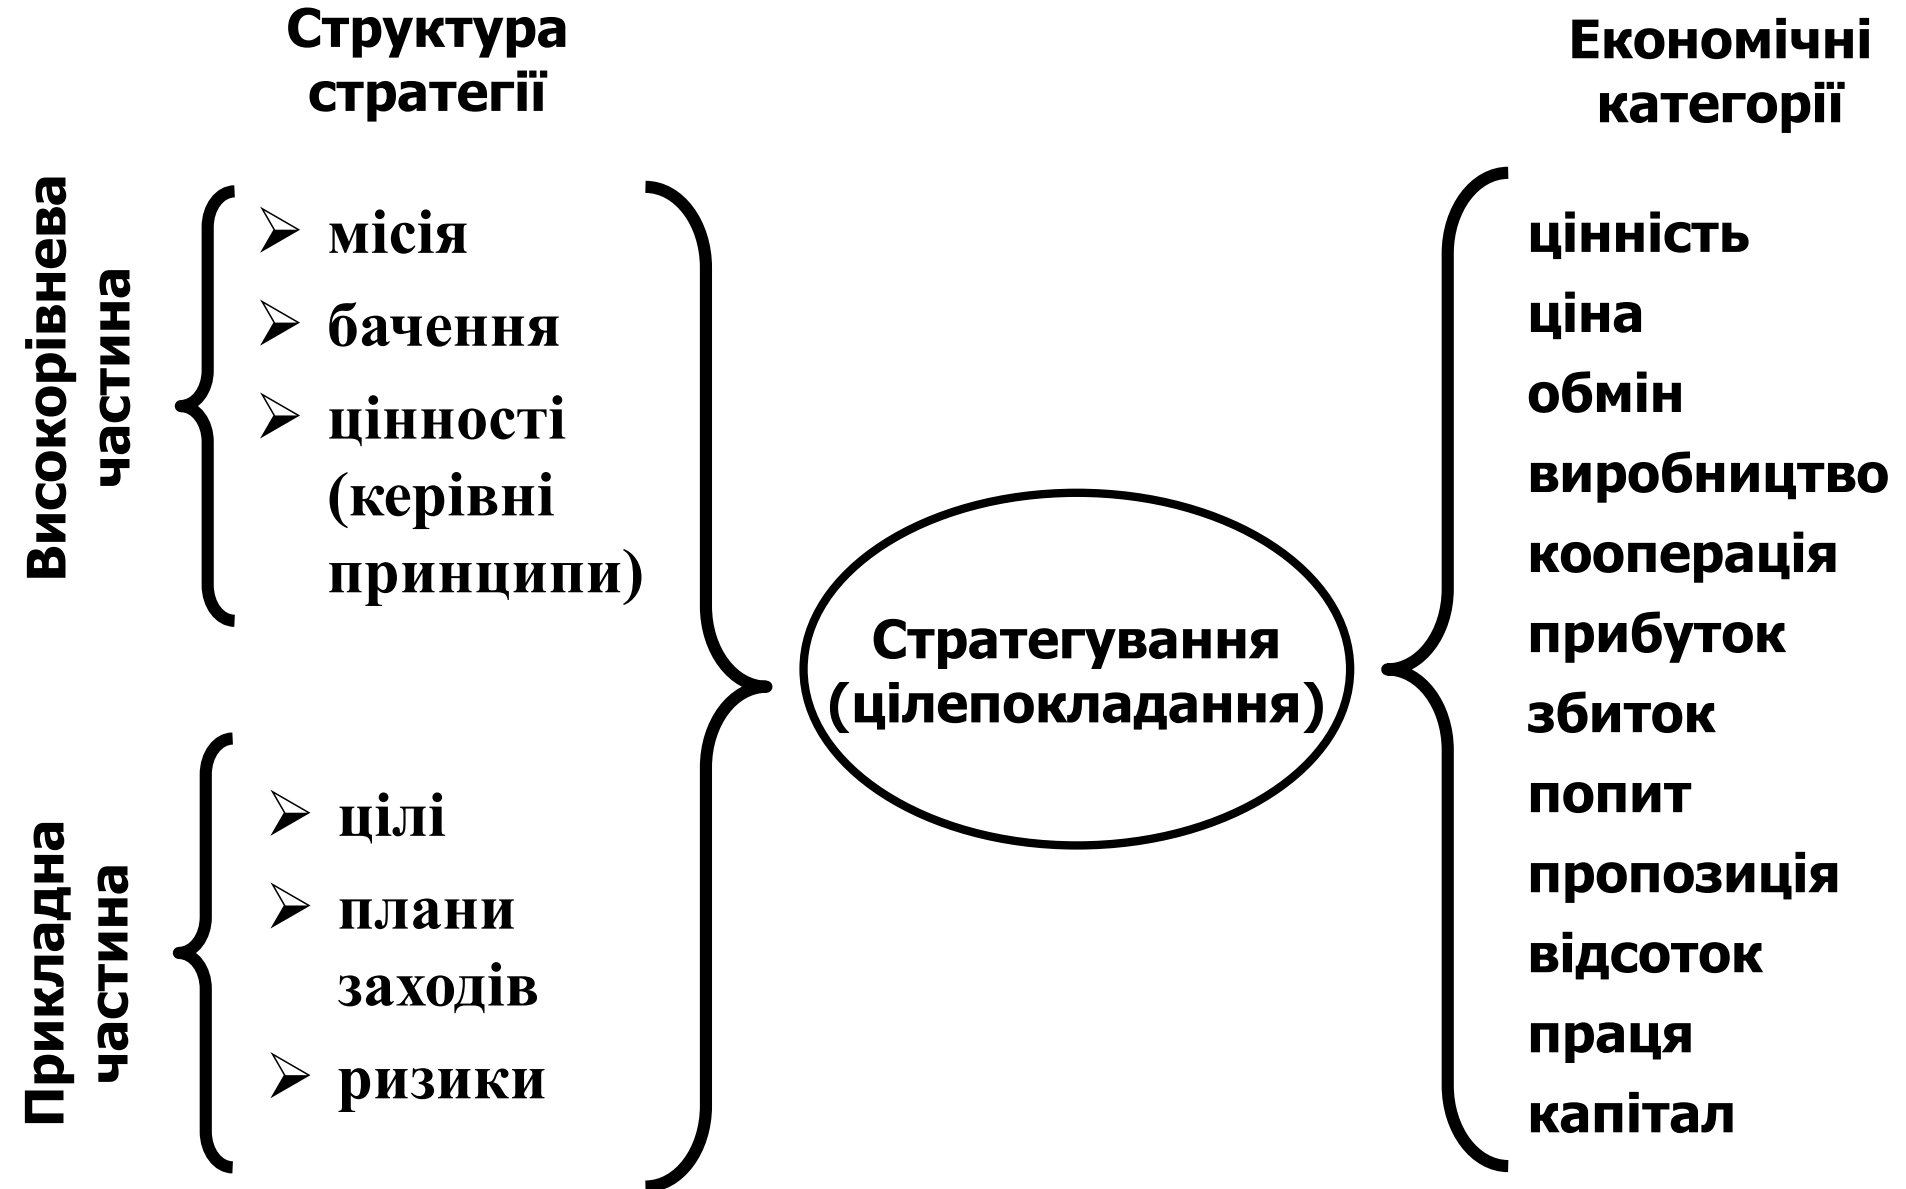 Структура
стратегії
Високорівнева
частина
місія
бачення
цінності
(керівні
принципи)
Прикладна
частина
цілі
плани
заходів
ризики
Стратегування
(цілепокладання)
Економічні
категорії
цінність
ціна
обмін
виробництво
кооперація
прибуток
збиток
попит
пропозиція
відсоток
праця
капітал